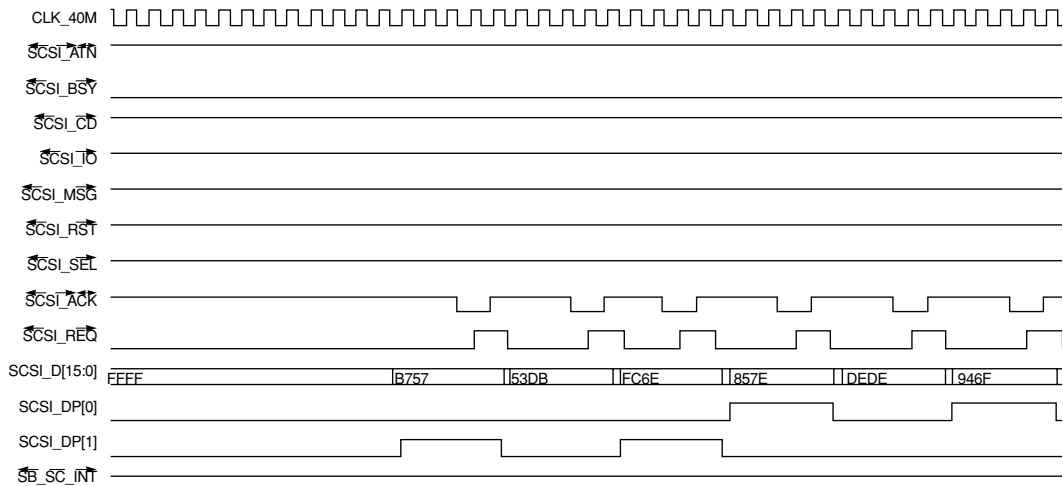 CLK_40M
SCSI_ATN
SCSI_BSY
SCSI_CD
SCSI_IO
SCSI_MSG
SCSI_RST
SCSI_SEL
SCSI_ACK
SCSI_REQ
SCSI_D[15:0] FFFF B757 53DB FC6E 857E DEDE 946F
SCSI_DP[0]
SCSI_DP[1]
SB_SC_INT